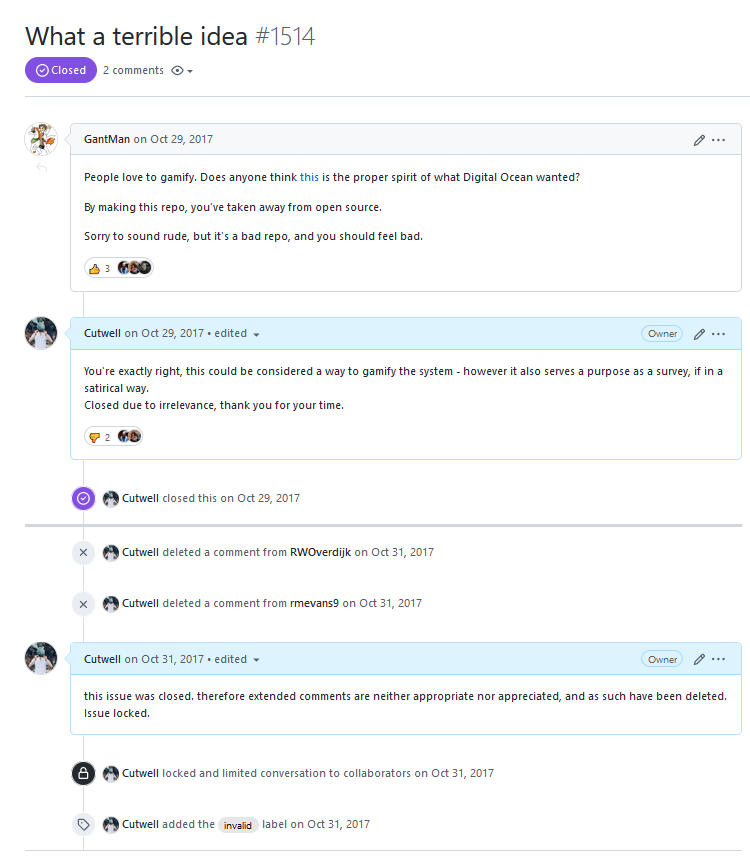 What a terrible idea #1514
Closed 2 comments
GantMan on Oct 29, 2017
People love to gamify. Does anyone think this is the proper spirit of what Digital Ocean wanted?
By making this repo, you've taken away from open source.
Sorry to sound rude, but it's a bad repo, and you should feel bad.
3
Cutwell on Oct 29, 2017 • edited Owner
You're exactly right, this could be considered a way to gamify the system - however it also serves a purpose as a survey, if in a
satirical way.
Closed due to irrelevance, thank you for your time.
2
Cutwell closed this on Oct 29, 2017
Cutwell deleted a comment from RWOverdijk on Oct 31, 2017
Cutwell deleted a comment from rmevans9 on Oct 31, 2017
Cutwell on Oct 31, 2017 • edited Owner
this issue was closed. therefore extended comments are neither appropriate nor appreciated, and as such have been deleted.
Issue locked.
Cutwell locked and limited conversation to collaborators on Oct 31, 2017
Cutwell added the invalid label on Oct 31, 2017